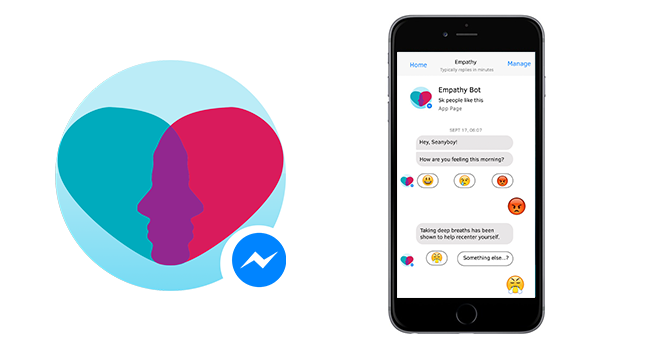 Home
Empathy
Manage
Typically replies in minutes
Empathy Bot
5k people like this
App Page
SEPT 17, 08:07
Hey, Seanyboy!
How are you feeling this morning?
Taking deep breaths has been
shown to help recenter yourself.
Something else...?